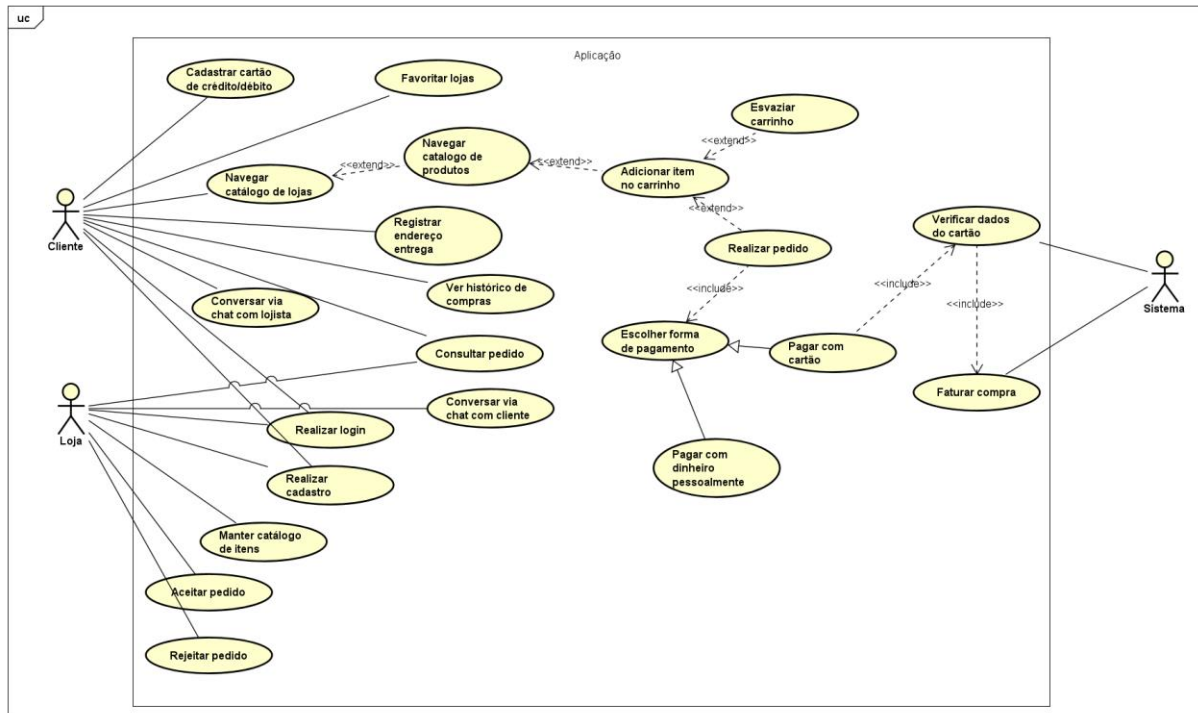 uc
Aplicação
Cadastrar cartão
de crédito/débito
Favoritar lojas
Esvaziar
carrinho
<<extend>>
Navegar
catalogo de
produtos
<<extend>>
<<extend>>
Navegar
catálogo de lojas
Adicionar item
no carrinho
<<extend>>
Cliente
Registrar
endereço
entrega
Realizar pedido
Verificar dados
do cartão
Ver histórico de
compras
<<include>>
<<include>>
<<include>>
Sistema
Conversar via
chat com lojista
Escolher forma
de pagamento
Pagar com
cartão
Consultar pedido
Faturar compra
Conversar via
chat com cliente
Loja
Realizar login
Pagar com
dinheiro
pessoalmente
Realizar
cadastro
Manter catálogo
de itens
Aceitar pedido
Rejeitar pedido